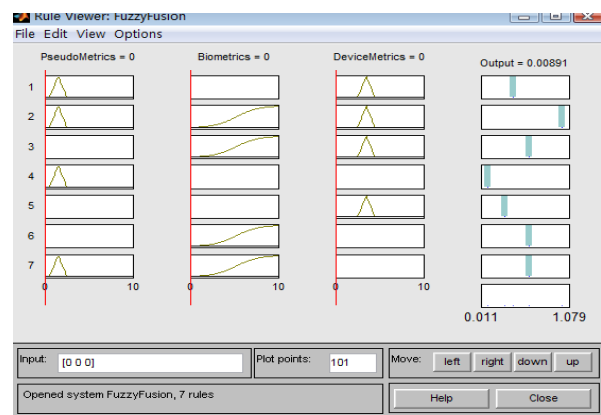 Rule Viewer: FuzzyFusion
File Edit View Options
PseudoMetrics = 0 Biometrics = 0 DeviceMetrics = 0 Output = 0.00891
1
2
3
4
5
6
7
0 10 0 10 0 10
0.011 1.079
Input: [0 0 0] Plot points: 101 Move: left right down up
Opened system FuzzyFusion, 7 rules Help Close